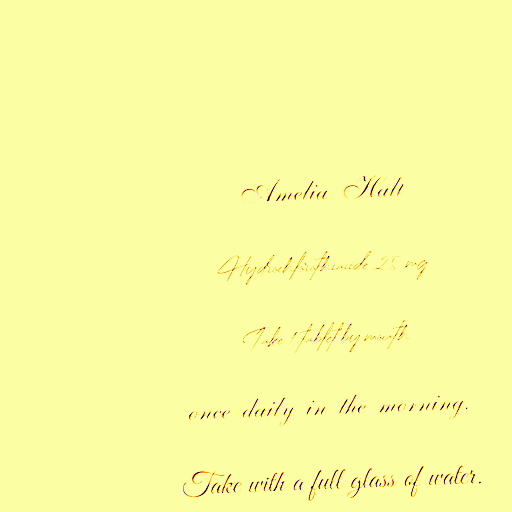 Amelia Halt
Hydrochlorothiazide 25 mg
Take 1 tablet by mouth
once daily in the morning.
Take with a full glass of water.